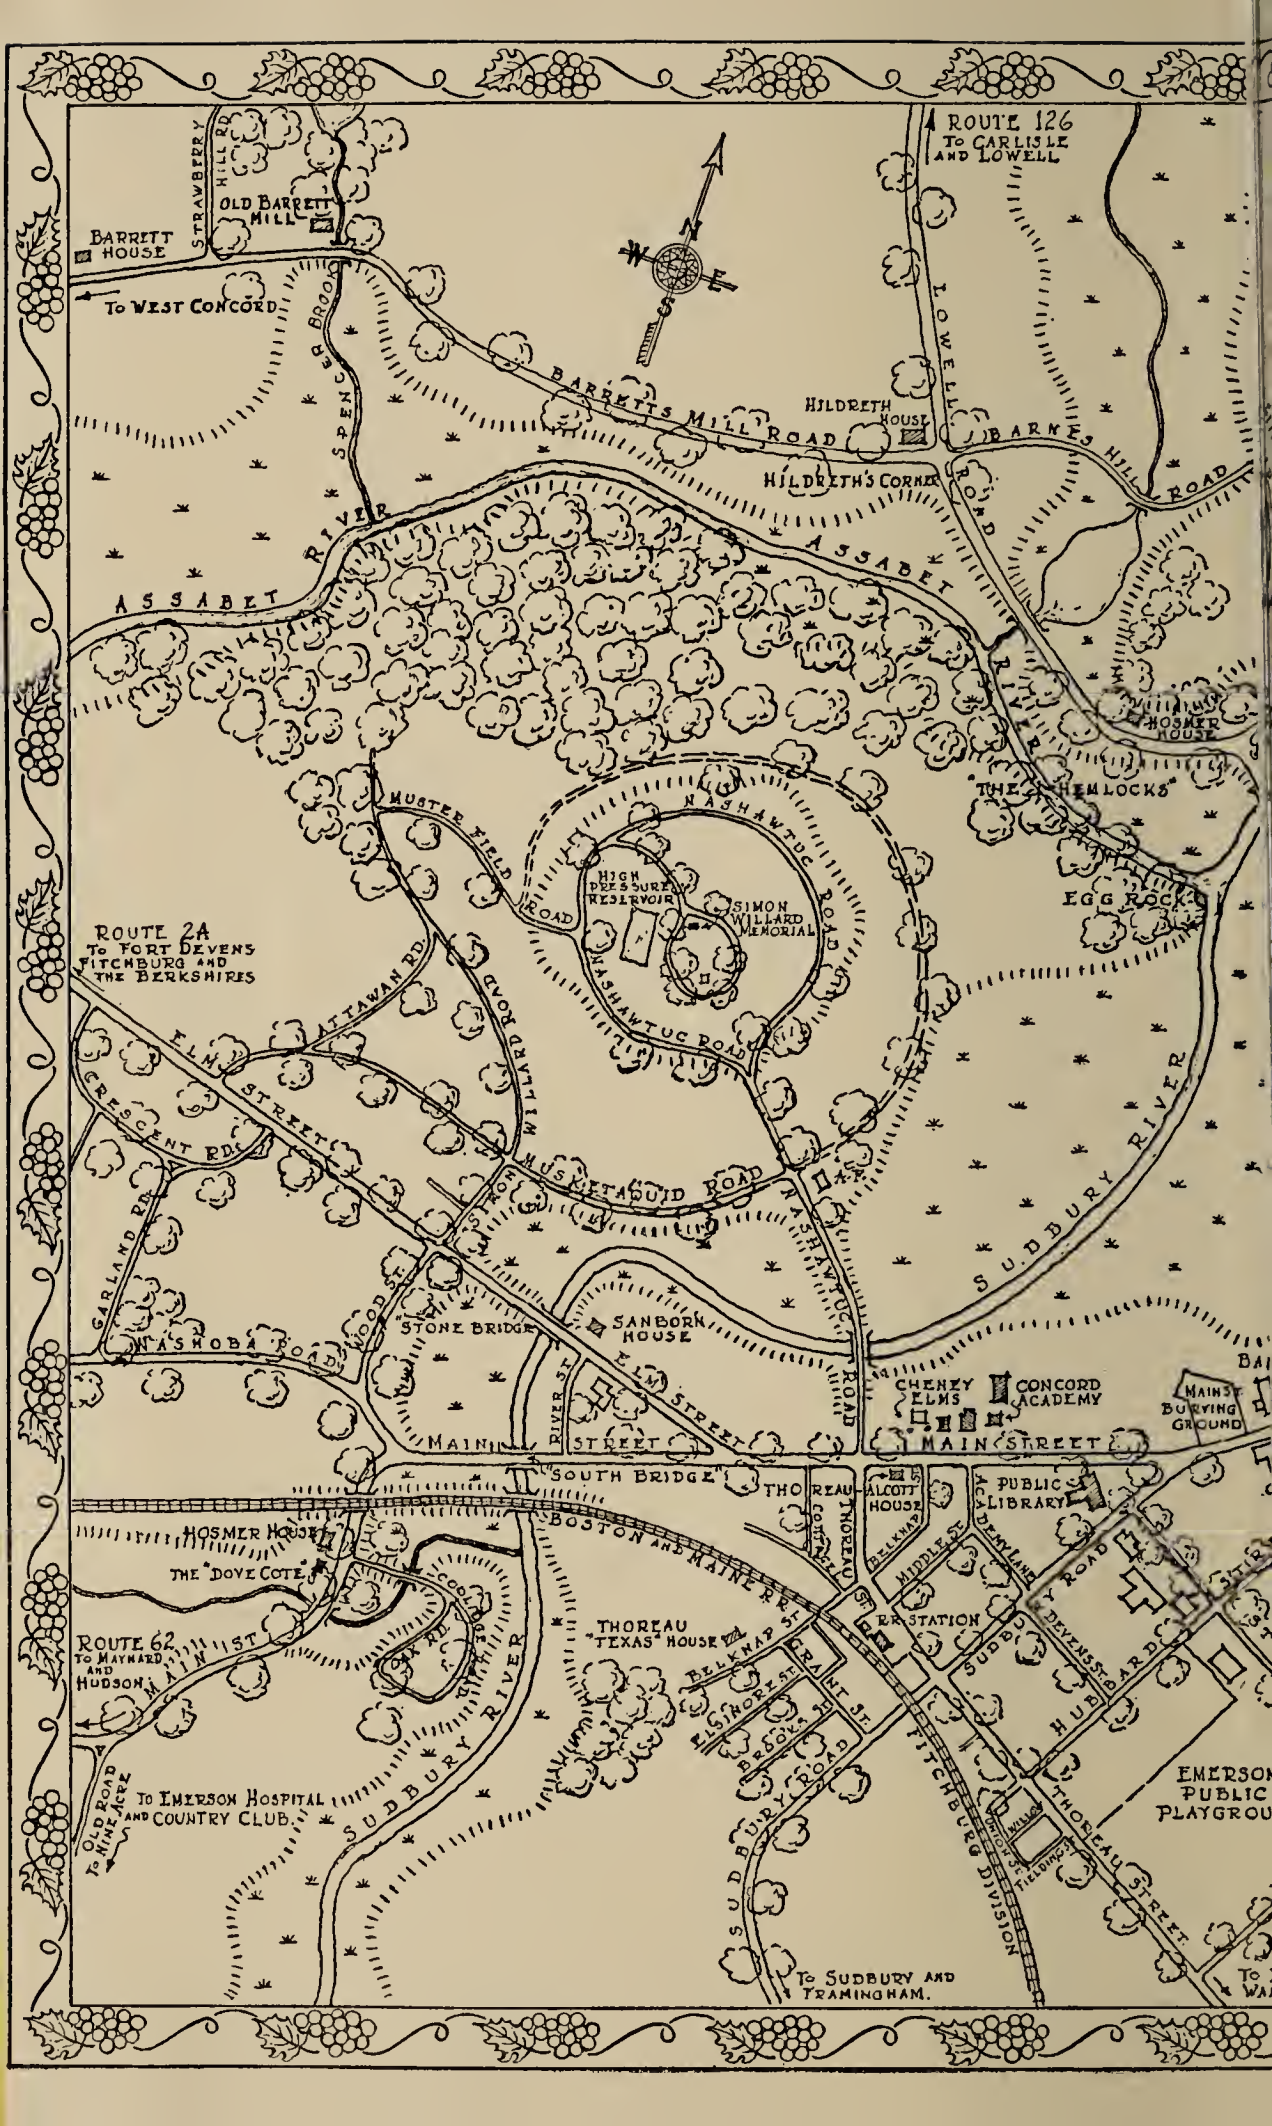 ROUTE 126
TO CARLISLE
AND LOWELL
STRAWBERRY
HILL RD
OLD BARRETT
MILL
BARRETT
HOUSE
TO WEST CONCORD
SPENCER BROOK
N
W
E
S
LOWELL
ROAD
BARRETTS MILL ROAD
HILDRETH
HOUSE
HILDRETH'S CORNER
BARNES HILL ROAD
ASSABET RIVER
ASSABET
RIVER
HOSMER
HOUSE
"THE HEMLOCKS"
EGG ROCK
MUSTER FIELD
ROAD
NASHAWTUC ROAD
HIGH
PRESSURE
RESERVOIR
SIMON
WILLARD
MEMORIAL
NASHAWTUC ROAD
ROUTE 2A
TO FORT DEVENS
FITCHBURG AND
THE BERKSHIRES
ATTAWAN RD.
WILLARD ROAD
ELM
STREET
CRESCENT RD.
GARLAND RD.
MUSKETAQUID ROAD
NASHAWTUC
ROAD
SUDBURY RIVER
WOOD ST.
NASHOBA ROAD
"STONE BRIDGE"
SANBORN
HOUSE
ELM STREET
RIVER ST
CHENEY
ELMS
CONCORD
ACADEMY
MAIN ST.
BURYING
GROUND
MAIN
STREET
MAIN STREET
"SOUTH BRIDGE"
THOREAU-
ALCOTT
HOUSE
THOREAU
ST.
COTTAGE
BELKNAP
MIDDLE ST.
ACADEMY LANE
PUBLIC
LIBRARY
BOSTON AND MAINE RR.
HOSMER HOUSE
THE "DOVE COTE"
COOLIDGE
RD
OAK RD.
ROUTE 62
TO MAYNARD
AND
HUDSON
MAIN ST
THOREAU
"TEXAS" HOUSE
RR. STATION
SUDBURY ROAD
DEVENS ST.
HUBBARD
BELKNAP ST
GRANT ST.
ELSINORE ST.
BROOKS
SUDBURY ROAD
FITCHBURG DIVISION
SUDBURY RIVER
OLD ROAD
TO NINE ACRE
TO EMERSON HOSPITAL
AND COUNTRY CLUB.
UNION ST.
THOREAU STREET
EMERSON
PUBLIC
TO SUDBURY AND
FRAMINGHAM.